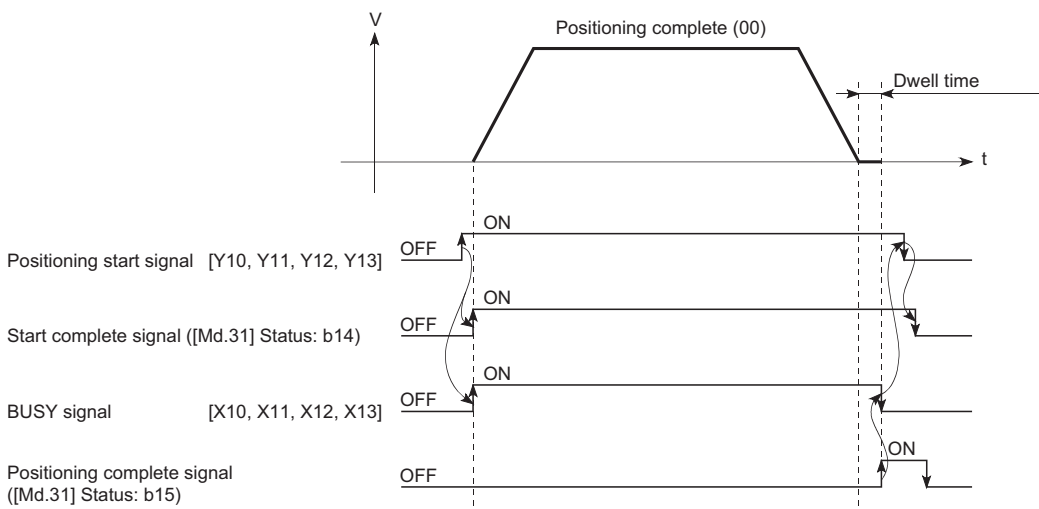 V
Positioning complete (00)
Dwell time
t
ON
OFF
Positioning start signal [Y10, Y11, Y12, Y13]
ON
OFF
Start complete signal ([Md.31] Status: b14)
ON
OFF
BUSY signal [X10, X11, X12, X13]
ON
OFF
Positioning complete signal
([Md.31] Status: b15)